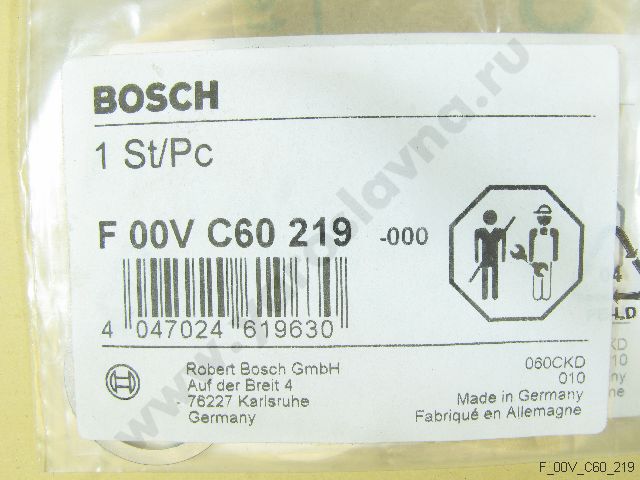 BOSCH
1 St/Pc
F 00V C60 219 -000
4 047024 619630
Robert Bosch GmbH
Auf der Breit 4
76227 Karlsruhe
Germany
060CKD
010
Made in Germany
Fabriqué en Allemagne
F_00V_C60_219